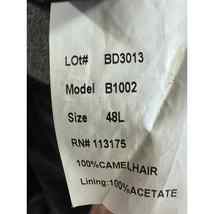 LOt# BD3013
Model B1002
Size 48L
RN# 113175
100%CAMELHAIR
Lining:100%ACETATE